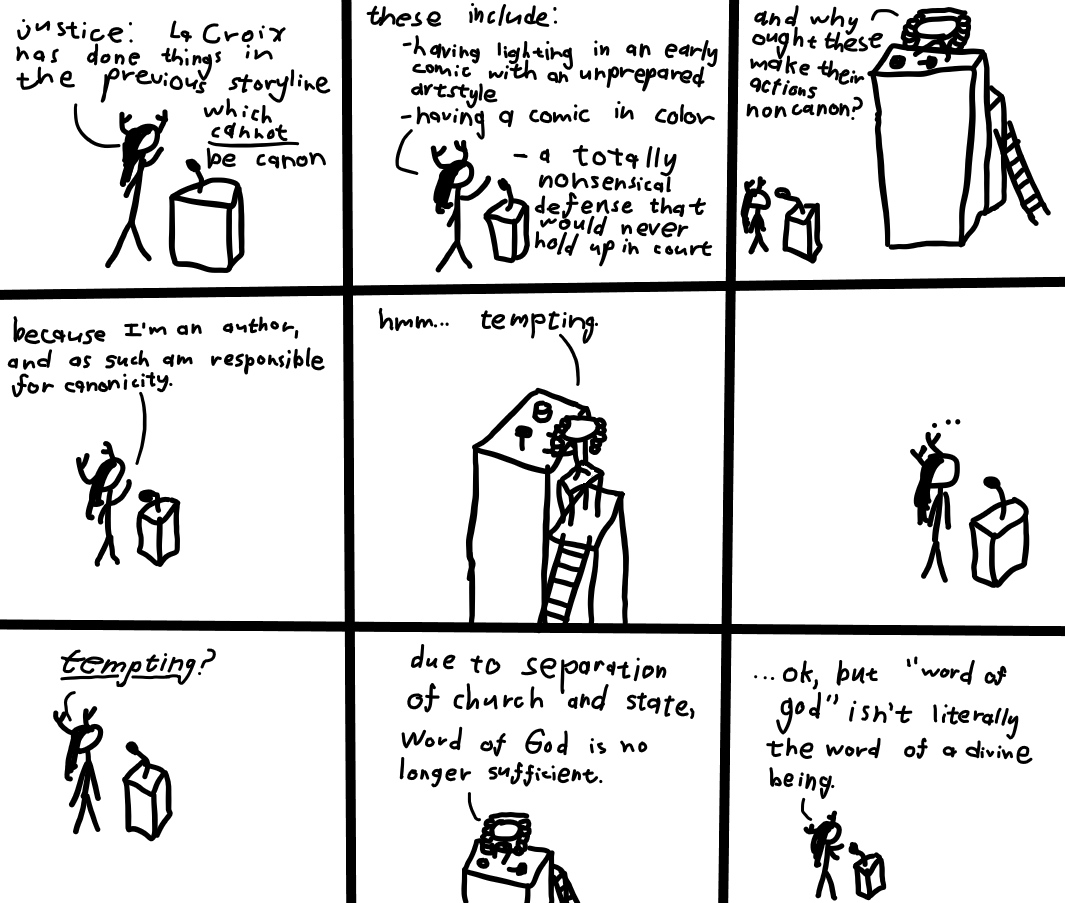 justice: La Croix
has done things in
the previous storyline
which
cannot
be canon
these include:
-having lighting in an early
comic with an unprepared
artstyle
-having a comic in color
- a totally
nonsensical
defense that
would never
hold up in court
and why
ought these
make their
actions
noncanon?
because I'm an author,
and as such am responsible
for canonicity.
hmm... tempting.
...
tempting?
due to separation
of church and state,
Word of God is no
longer sufficient.
...ok, but "word of
god" isn't literally
the word of a divine
being.